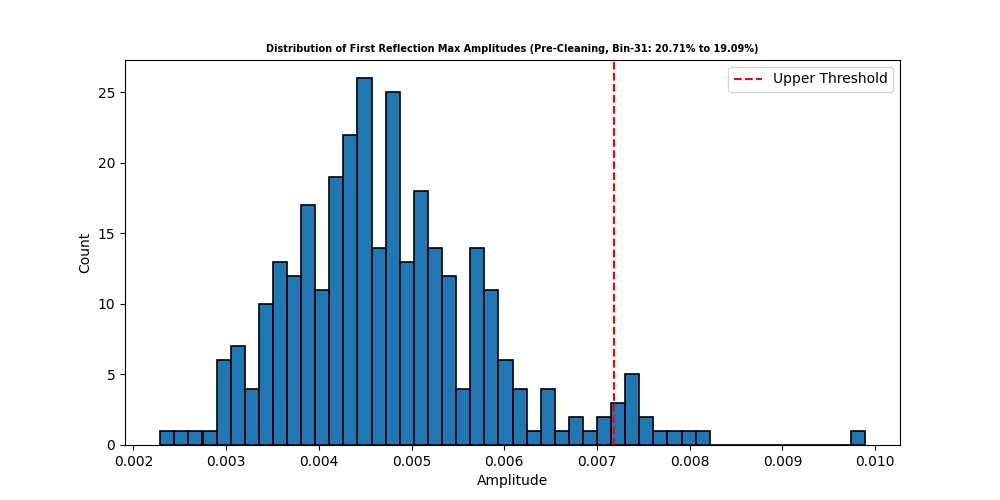 Distribution of First Reflection Max Amplitudes (Pre-Cleaning, Bin-31: 20.71% to 19.09%)
Upper Threshold
25
20
15
10
5
0
Count
0.002 0.003 0.004 0.005 0.006 0.007 0.008 0.009 0.010
Amplitude